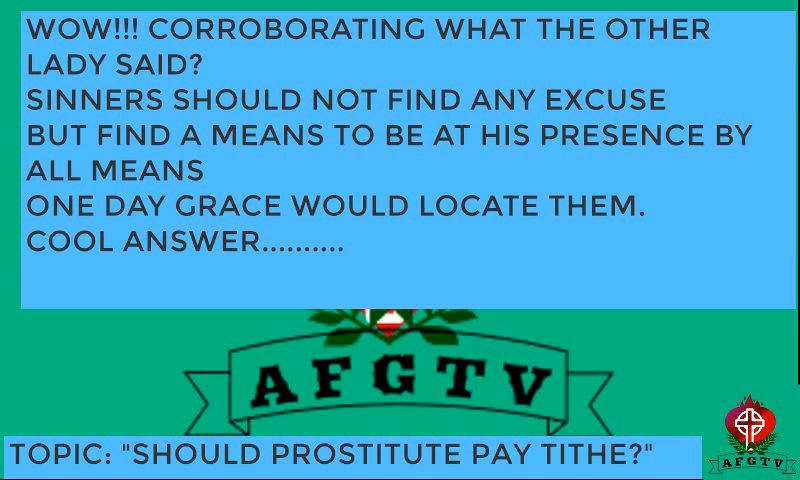 WOW!!! CORROBORATING WHAT THE OTHER
LADY SAID?
SINNERS SHOULD NOT FIND ANY EXCUSE
BUT FIND A MEANS TO BE AT HIS PRESENCE BY
ALL MEANS
ONE DAY GRACE WOULD LOCATE THEM.
COOL ANSWER..........
AFGTV
TOPIC: "SHOULD PROSTITUTE PAY TITHE?"
AFGTV